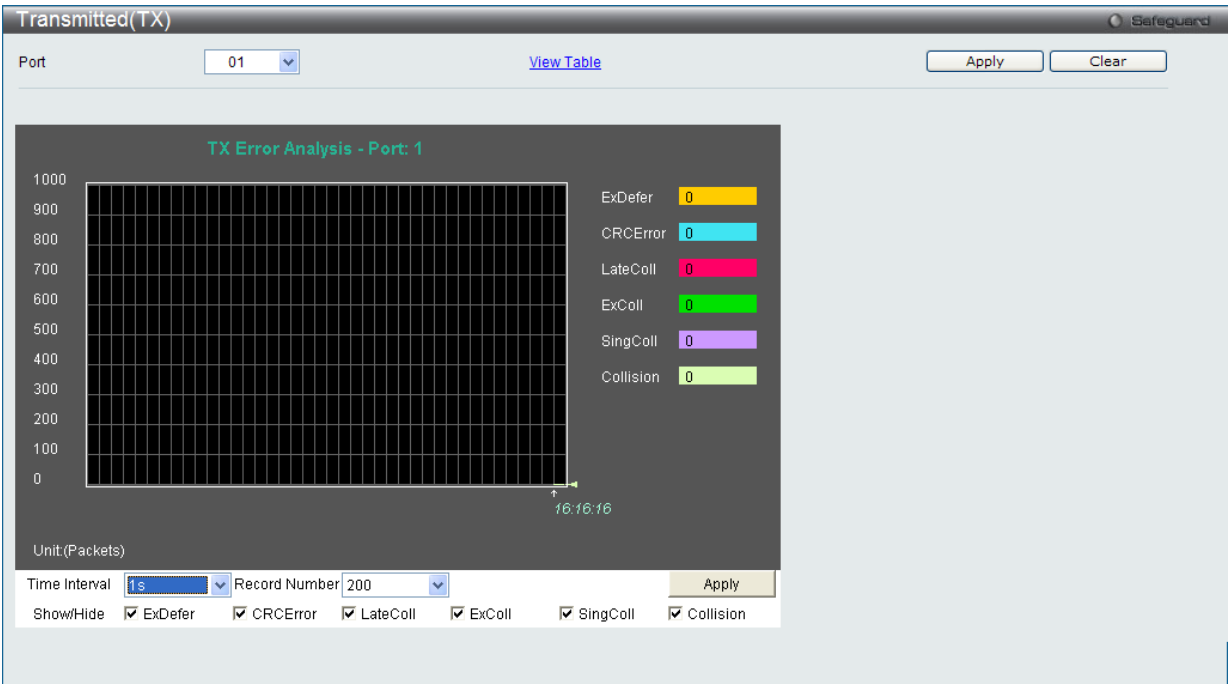 Transmitted(TX)
Safeguard
Port 01 View Table Apply Clear
TX Error Analysis - Port: 1
1000
900
800
700
600
500
400
300
200
100
0
ExDefer 0
CRCError 0
LateColl 0
ExColl 0
SingColl 0
Collision 0
16:16:16
Unit:(Packets)
Time Interval 1s Record Number 200 Apply
Show/Hide ExDefer CRCError LateColl ExColl SingColl Collision